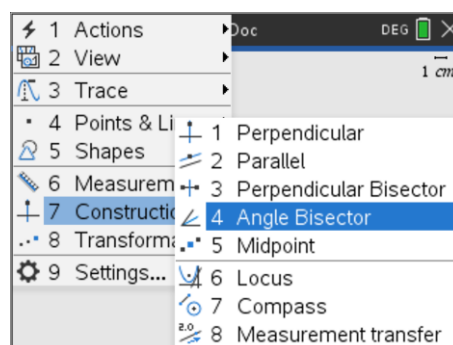 1 Actions
Doc DEG
2 View
1 cm
3 Trace
4 Points & Li
5 Shapes
6 Measurem
7 Constructio
8 Transforma
9 Settings...
1 Perpendicular
2 Parallel
3 Perpendicular Bisector
4 Angle Bisector
5 Midpoint
6 Locus
7 Compass
2.0
8 Measurement transfer